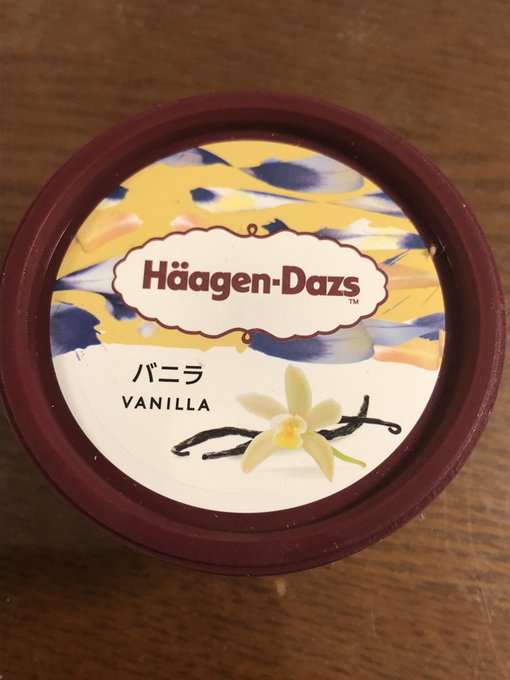 Häagen-Dazs
TM
バニラ
VANILLA